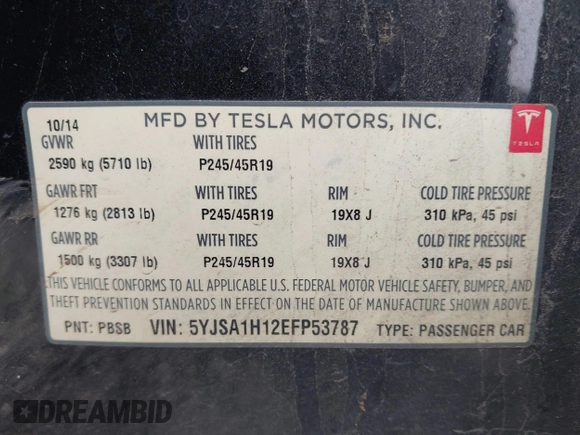 10/14 MFD BY TESLA MOTORS, INC.
TESLA
GVWR WITH TIRES
2590 kg (5710 lb) P245/45R19
GAWR FRT WITH TIRES RIM COLD TIRE PRESSURE
1276 kg (2813 lb) P245/45R19 19X8 J 310 kPa, 45 psi
GAWR RR WITH TIRES RIM COLD TIRE PRESSURE
1500 kg (3307 lb) P245/45R19 19X8 J 310 kPa, 45 psi
THIS VEHICLE CONFORMS TO ALL APPLICABLE U.S. FEDERAL MOTOR VEHICLE SAFETY, BUMPER, AND
THEFT PREVENTION STANDARDS IN EFFECT ON THE DATE OF MANUFACTURE SHOWN ABOVE.
PNT: PBSB VIN: 5YJSA1H12EFP53787 TYPE: PASSENGER CAR
DREAMBID